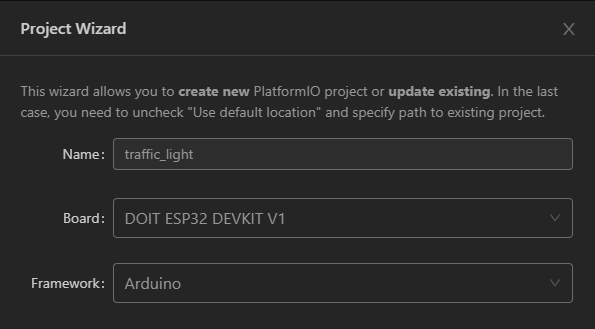 Project Wizard
This wizard allows you to create new PlatformIO project or update existing. In the last
case, you need to uncheck "Use default location" and specify path to existing project.
Name: traffic_light
Board: DOIT ESP32 DEVKIT V1
Framework: Arduino